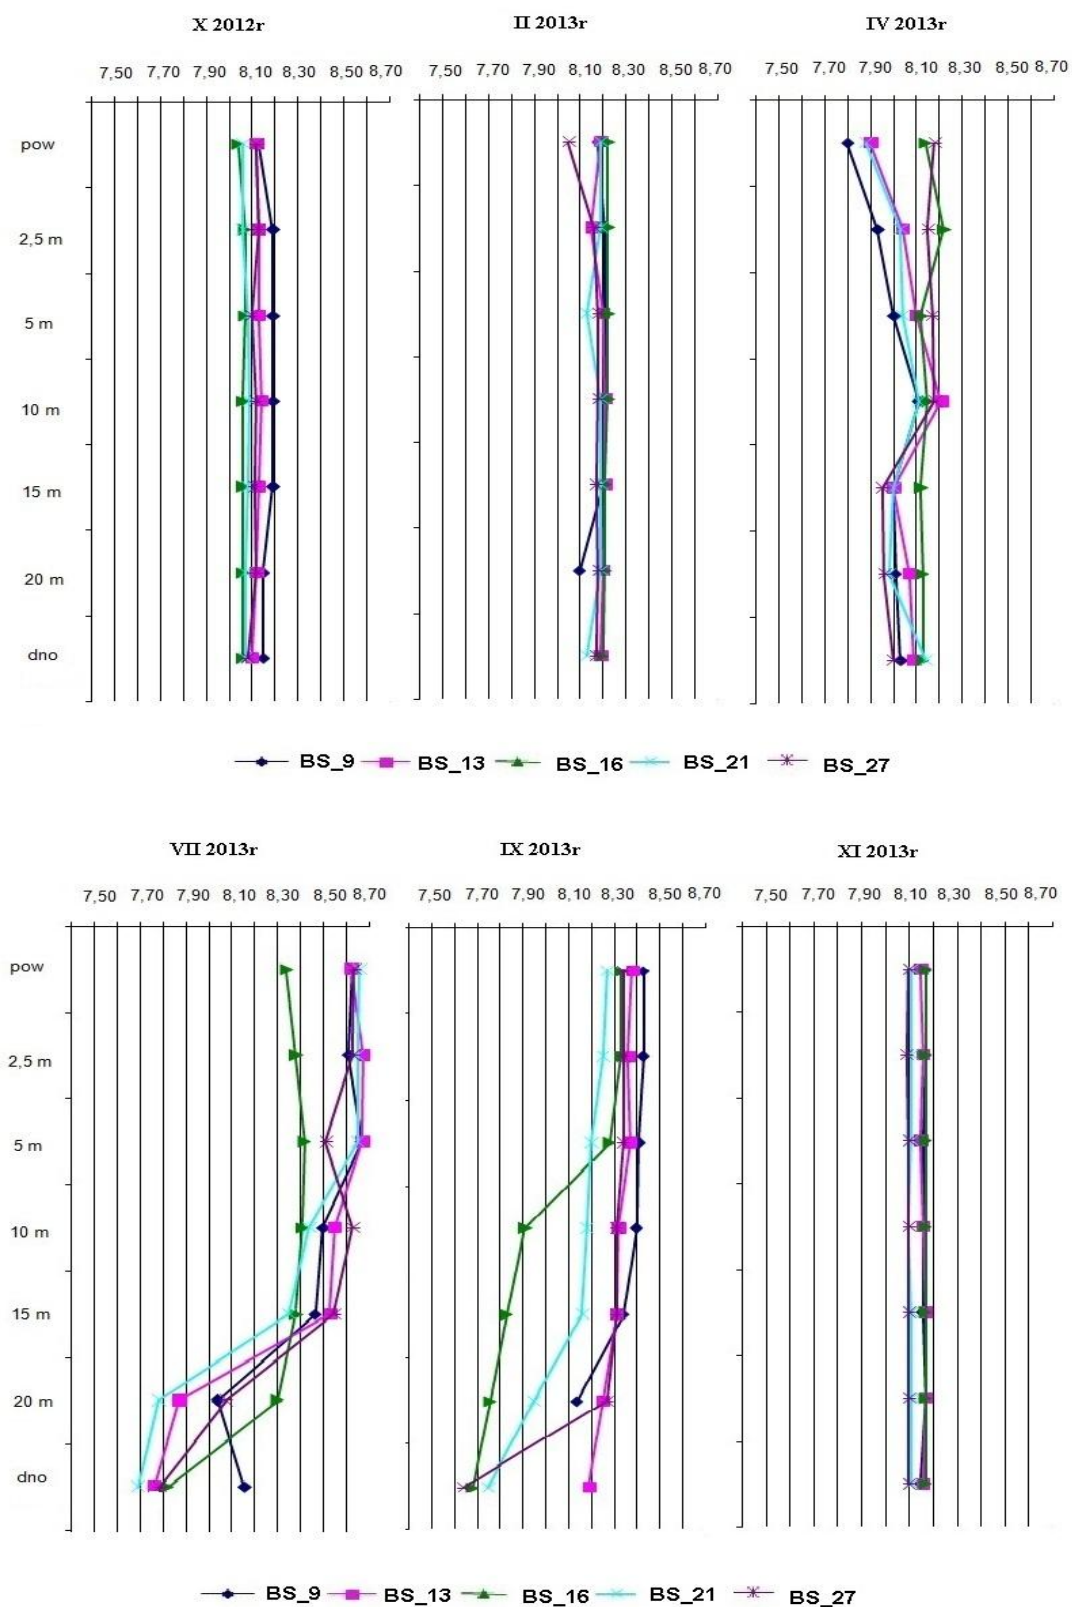 X 2012r
II 2013r
IV 2013r
7,50 7,70 7,90 8,10 8,30 8,50 8,70
7,50 7,70 7,90 8,10 8,30 8,50 8,70
7,50 7,70 7,90 8,10 8,30 8,50 8,70
pow
2,5 m
5 m
10 m
15 m
20 m
dno
BS_9 BS_13 BS_16 BS_21 BS_27
VII 2013r
IX 2013r
XI 2013r
7,50 7,70 7,90 8,10 8,30 8,50 8,70
7,50 7,70 7,90 8,10 8,30 8,50 8,70
7,50 7,70 7,90 8,10 8,30 8,50 8,70
pow
2,5 m
5 m
10 m
15 m
20 m
dno
BS_9 BS_13 BS_16 BS_21 BS_27